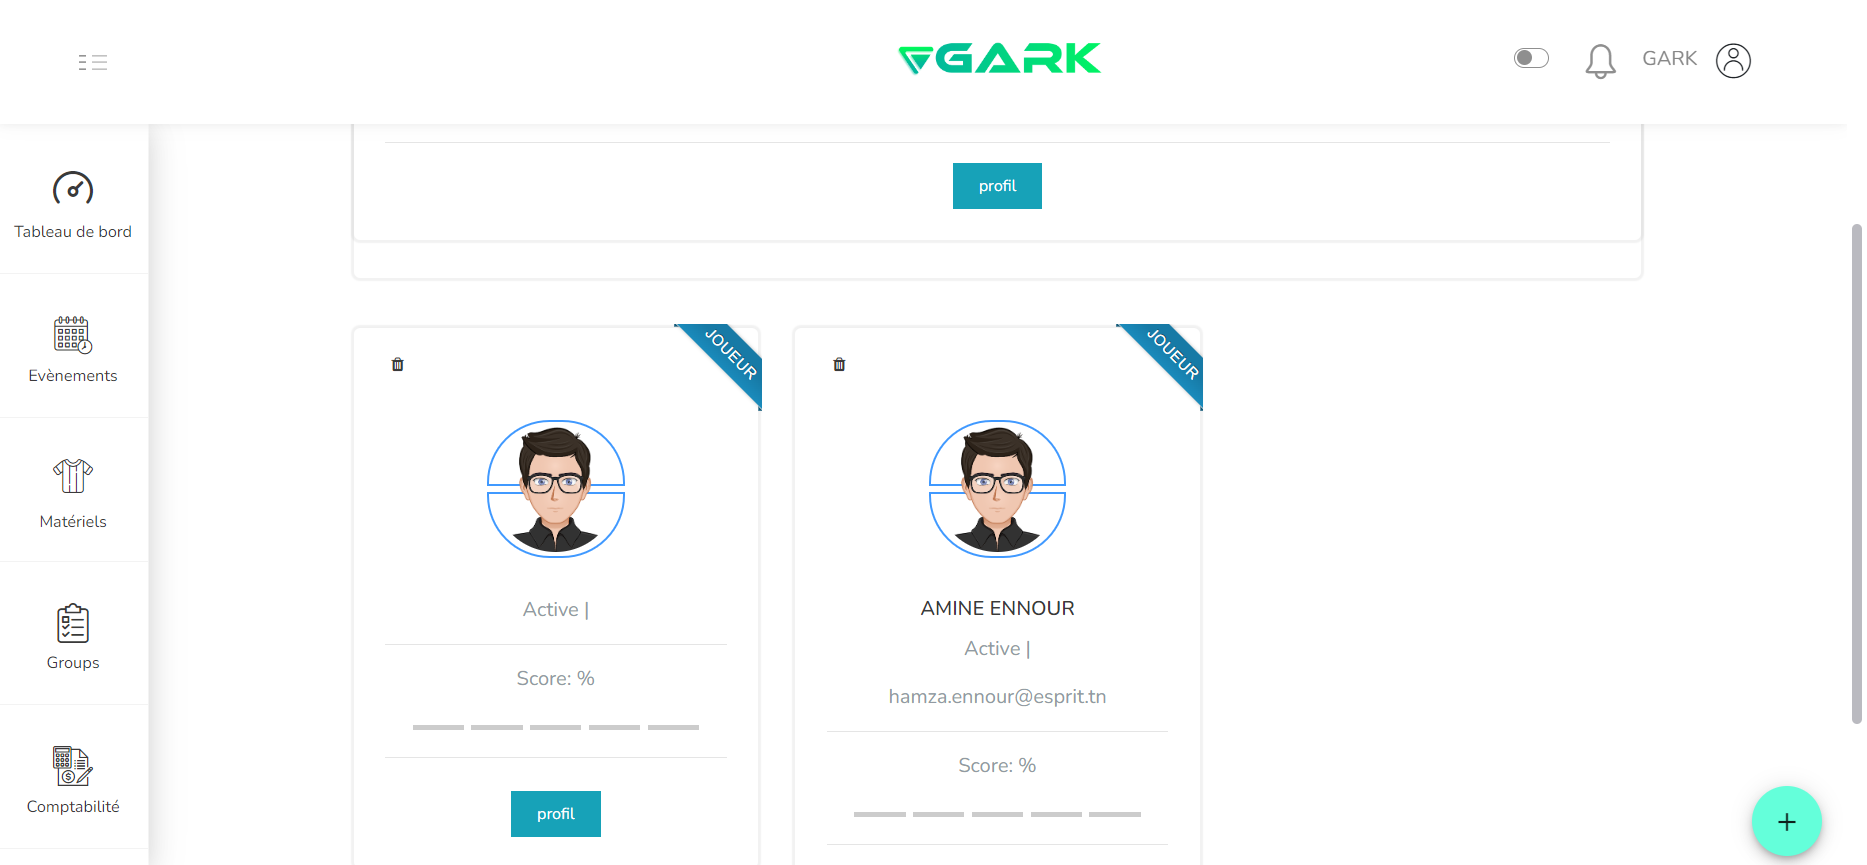 GARK
GARK
Tableau de bord
Evènements
Matériels
Groups
Comptabilité
profil
JOUEUR
Active |
Score: %
profil
JOUEUR
AMINE ENNOUR
Active |
hamza.ennour@esprit.tn
Score: %
+